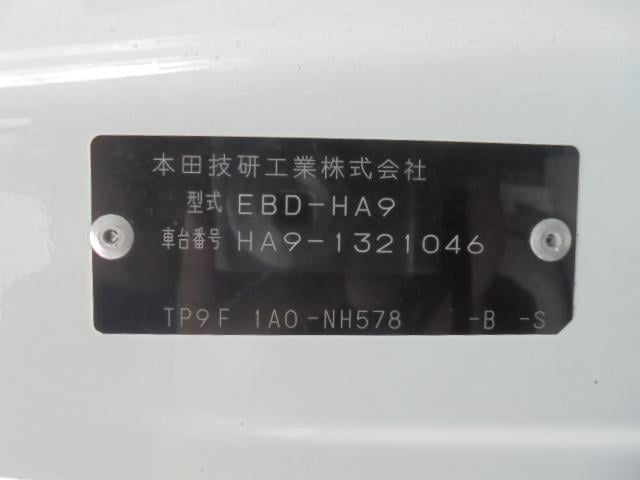 本田技研工業株式会社
型式 EBD-HA9
車台番号 HA9-1321046
TP9F 1A0-NH578 -B -S